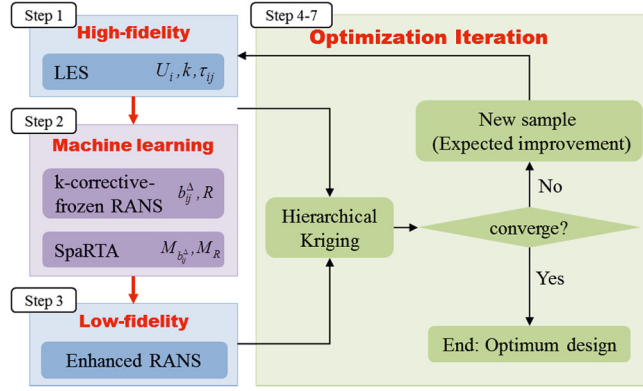 Step 1
High-fidelity
LES U_i, k, τ_ij
Step 2
Machine learning
k-corrective-
frozen RANS b_ij^Δ, R
SpaRTA M_{b_ij^Δ}, M_R
Step 3
Low-fidelity
Enhanced RANS
Step 4-7
Optimization Iteration
New sample
(Expected improvement)
No
Hierarchical
Kriging
converge?
Yes
End: Optimum design